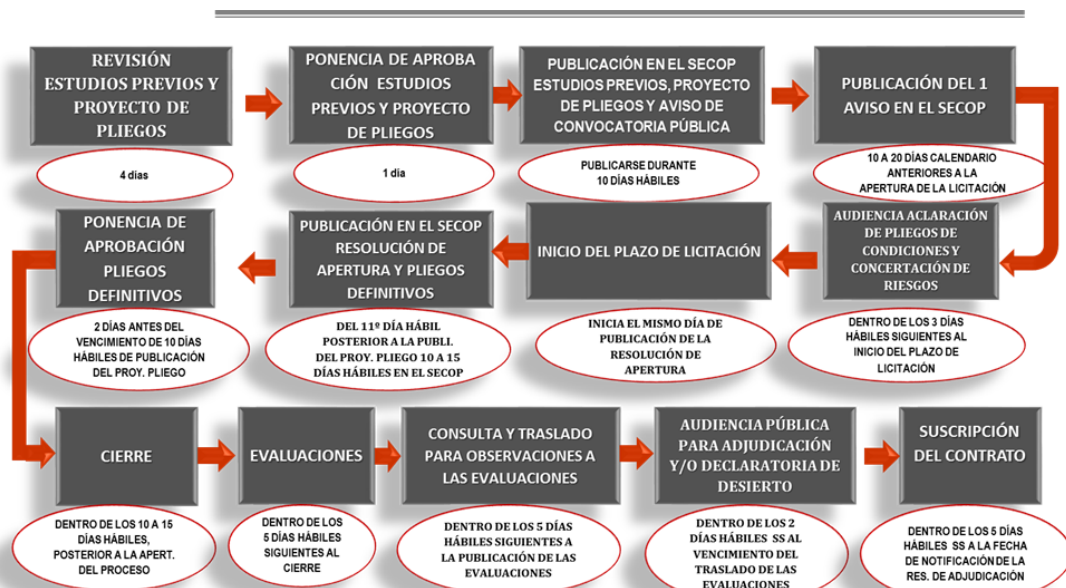 REVISIÓN
ESTUDIOS PREVIOS Y
PROYECTO DE
PLIEGOS
4 días
PONENCIA DE APROBA
CIÓN ESTUDIOS
PREVIOS Y PROYECTO
DE PLIEGOS
1 día
PUBLICACIÓN EN EL SECOP
ESTUDIOS PREVIOS, PROYECTO
DE PLIEGOS Y AVISO DE
CONVOCATORIA PÚBLICA
PUBLICARSE DURANTE
10 DÍAS HÀBILES
PUBLICACIÓN DEL 1
AVISO EN EL SECOP
10 A 20 DÍAS CALENDARIO
ANTERIORES A LA
APERTURA DE LA LICITACIÓN
PONENCIA DE
APROBACIÓN
PLIEGOS
DEFINITIVOS
2 DÍAS ANTES DEL
VENCIMIENTO DE 10 DÍAS
HÁBILES DE PUBLICACIÓN
DEL PROY. PLIEGO
PUBLICACIÓN EN EL SECOP
RESOLUCIÓN DE
APERTURA Y PLIEGOS
DEFINITIVOS
DEL 11º DÍA HÁBIL
POSTERIOR A LA PUBLI.
DEL PROY. PLIEGO 10 A 15
DÍAS HÁBILES EN EL SECOP
INICIO DEL PLAZO DE LICITACIÓN
INICIA EL MISMO DÍA DE
PUBLICACIÓN DE LA
RESOLUCIÓN DE
APERTURA
AUDIENCIA ACLARACIÓN
DE PLIEGOS DE
CONDICIONES Y
CONCERTACIÓN DE
RIESGOS
DENTRO DE LOS 3 DÍAS
HÁBILES SIGUIENTES AL
INICIO DEL PLAZO DE
LICITACIÓN
CIERRE
DENTRO DE LOS 10 A 15
DÍAS HÁBILES,
POSTERIOR A LA APERT.
DEL PROCESO
EVALUACIONES
DENTRO DE LOS
5 DÍAS HÁBILES
SIGUIENTES AL
CIERRE
CONSULTA Y TRASLADO
PARA OBSERVACIONES A
LAS EVALUACIONES
DENTRO DE LOS 5 DÍAS
HÁBILES SIGUIENTES A
LA PUBLICACIÓN DE LAS
EVALUACIONES
AUDIENCIA PÚBLICA
PARA ADJUDICACIÓN
Y/O DECLARATORIA DE
DESIERTO
DENTRO DE LOS 2
DÍAS HÁBILES SS AL
VENCIMIENTO DEL
TRASLADO DE LAS
EVALUACIONES
SUSCRIPCIÓN
DEL CONTRATO
DENTRO DE LOS 5 DÍAS
HÁBILES SS A LA FECHA
DE NOTIFICACIÓN DE LA
RES. DE ADJUDICACIÓN